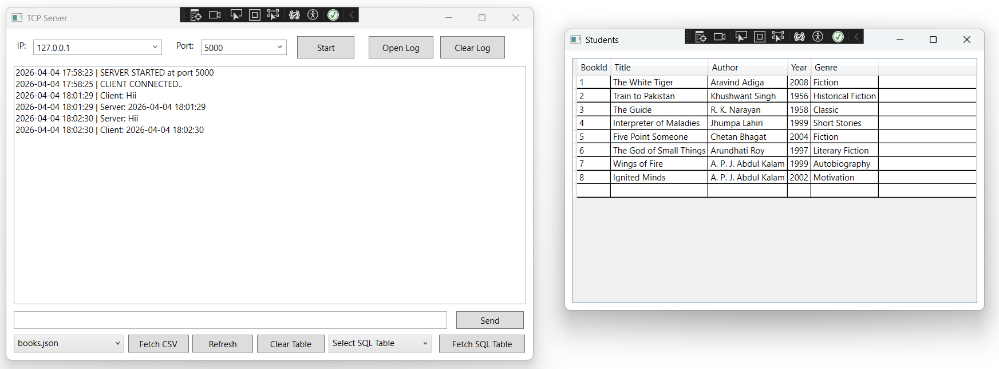 TCP Server
IP: 127.0.0.1 Port: 5000 Start Open Log Clear Log
2026-04-04 17:58:23 | SERVER STARTED at port 5000
2026-04-04 17:58:25 | CLIENT CONNECTED..
2026-04-04 18:01:29 | Client: Hii
2026-04-04 18:01:29 | Server: 2026-04-04 18:01:29
2026-04-04 18:02:30 | Server: Hii
2026-04-04 18:02:30 | Client: 2026-04-04 18:02:30
Send
books.json Fetch CSV Refresh Clear Table Select SQL Table Fetch SQL Table
Students
BookId Title Author Year Genre
1 The White Tiger Aravind Adiga 2008 Fiction
2 Train to Pakistan Khushwant Singh 1956 Historical Fiction
3 The Guide R. K. Narayan 1958 Classic
4 Interpreter of Maladies Jhumpa Lahiri 1999 Short Stories
5 Five Point Someone Chetan Bhagat 2004 Fiction
6 The God of Small Things Arundhati Roy 1997 Literary Fiction
7 Wings of Fire A. P. J. Abdul Kalam 1999 Autobiography
8 Ignited Minds A. P. J. Abdul Kalam 2002 Motivation